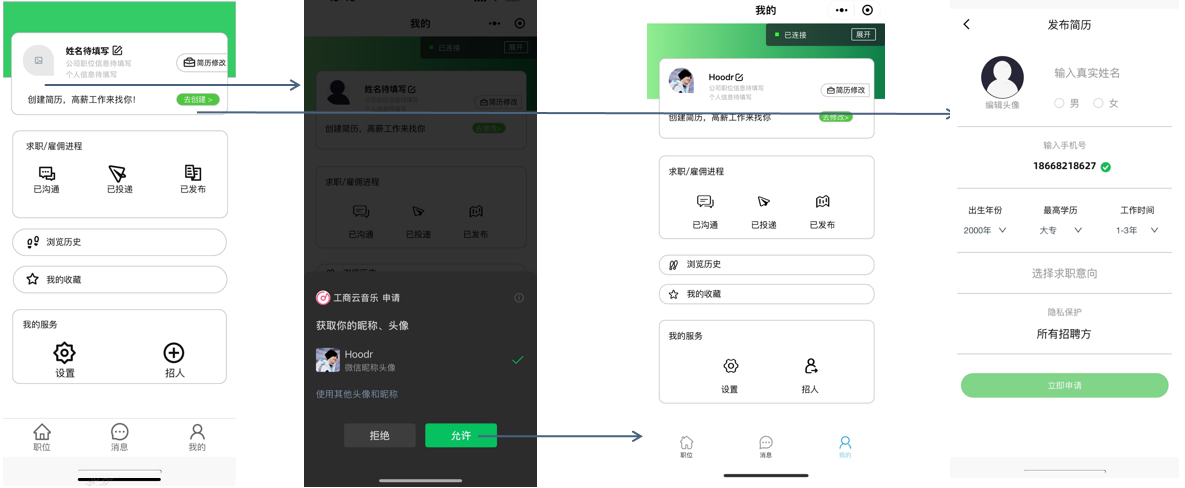 姓名待填写
公司职位信息待填写
个人信息待填写
简历修改
创建简历，高薪工作来找你！
去创建 >
求职/雇佣进程
已沟通
已投递
已发布
浏览历史
我的收藏
我的服务
设置
招人
职位
消息
我的
我的
已连接
展开
姓名待填写
公司职位信息待填写
个人信息待填写
简历修改
创建简历，高薪工作来找你
求职/雇佣进程
已沟通
已投递
已发布
浏览历史
工商云音乐 申请
获取你的昵称、头像
Hoodr
微信昵称头像
使用其他头像和昵称
拒绝
允许
我的
已连接
展开
Hoodr
公司职位信息待填写
个人信息待填写
简历修改
创建简历，高薪工作来找你
去修改>
求职/雇佣进程
已沟通
已投递
已发布
浏览历史
我的收藏
我的服务
设置
招人
职位
消息
我的
发布简历
输入真实姓名
编辑头像
男
女
输入手机号
18668218627
出生年份
最高学历
工作时间
2000年
大专
1-3年
选择求职意向
隐私保护
所有招聘方
立即申请